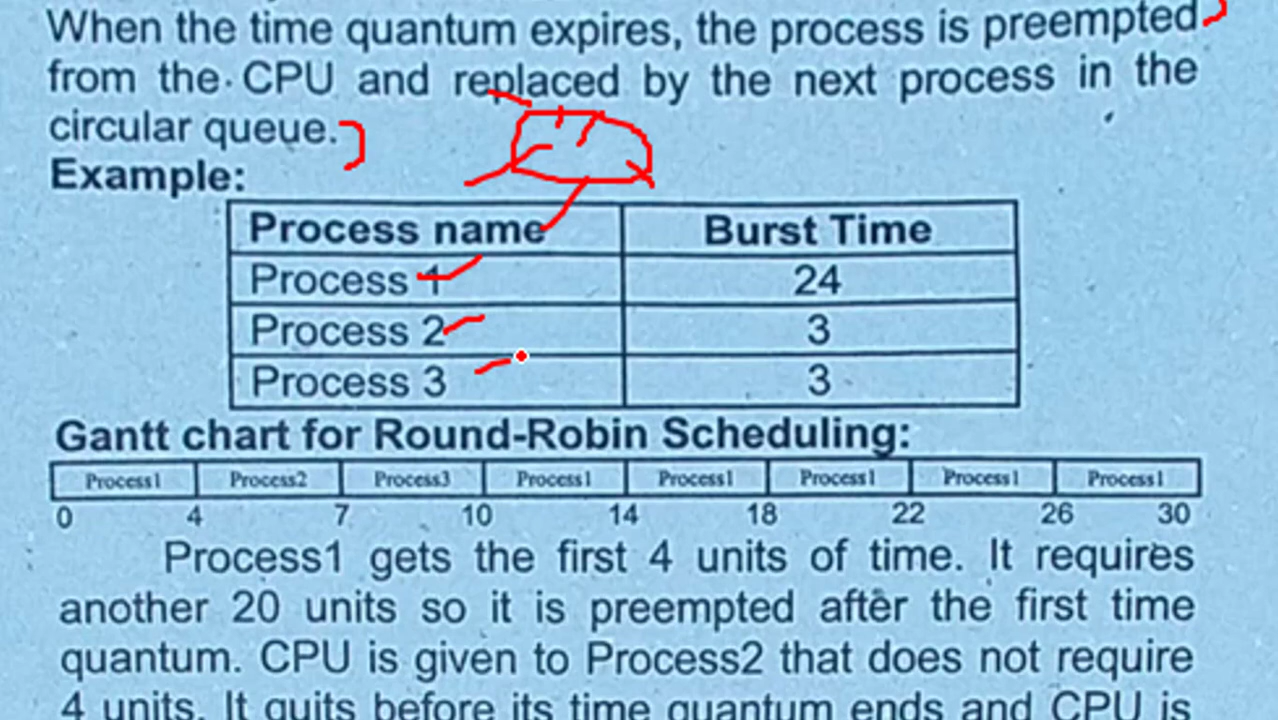 When the time quantum expires, the process is preempted
from the CPU and replaced by the next process in the
circular queue.
Example:
Process name Burst Time
Process 1 24
Process 2 3
Process 3 3
Gantt chart for Round-Robin Scheduling:
Process1 Process2 Process3 Process1 Process1 Process1 Process1 Process1
0 4 7 10 14 18 22 26 30
Process1 gets the first 4 units of time. It requires
another 20 units so it is preempted after the first time
quantum. CPU is given to Process2 that does not require
4 units. It quits before its time quantum ends and CPU is